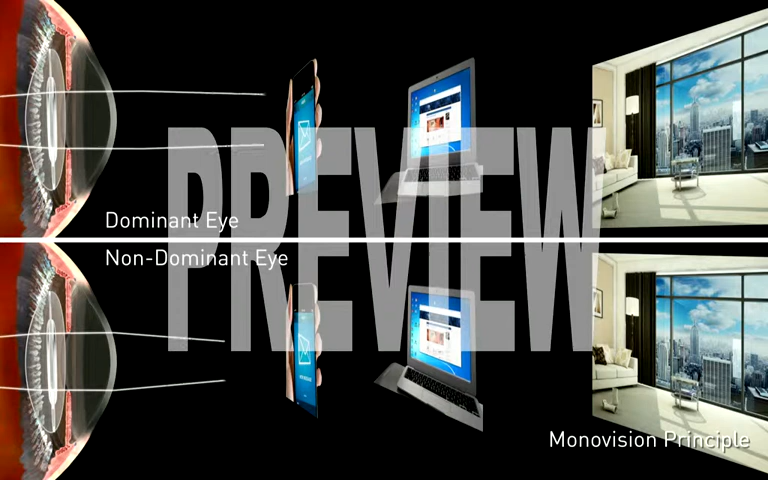 Dominant Eye
PREVIEW
Non-Dominant Eye
Monovision Principle